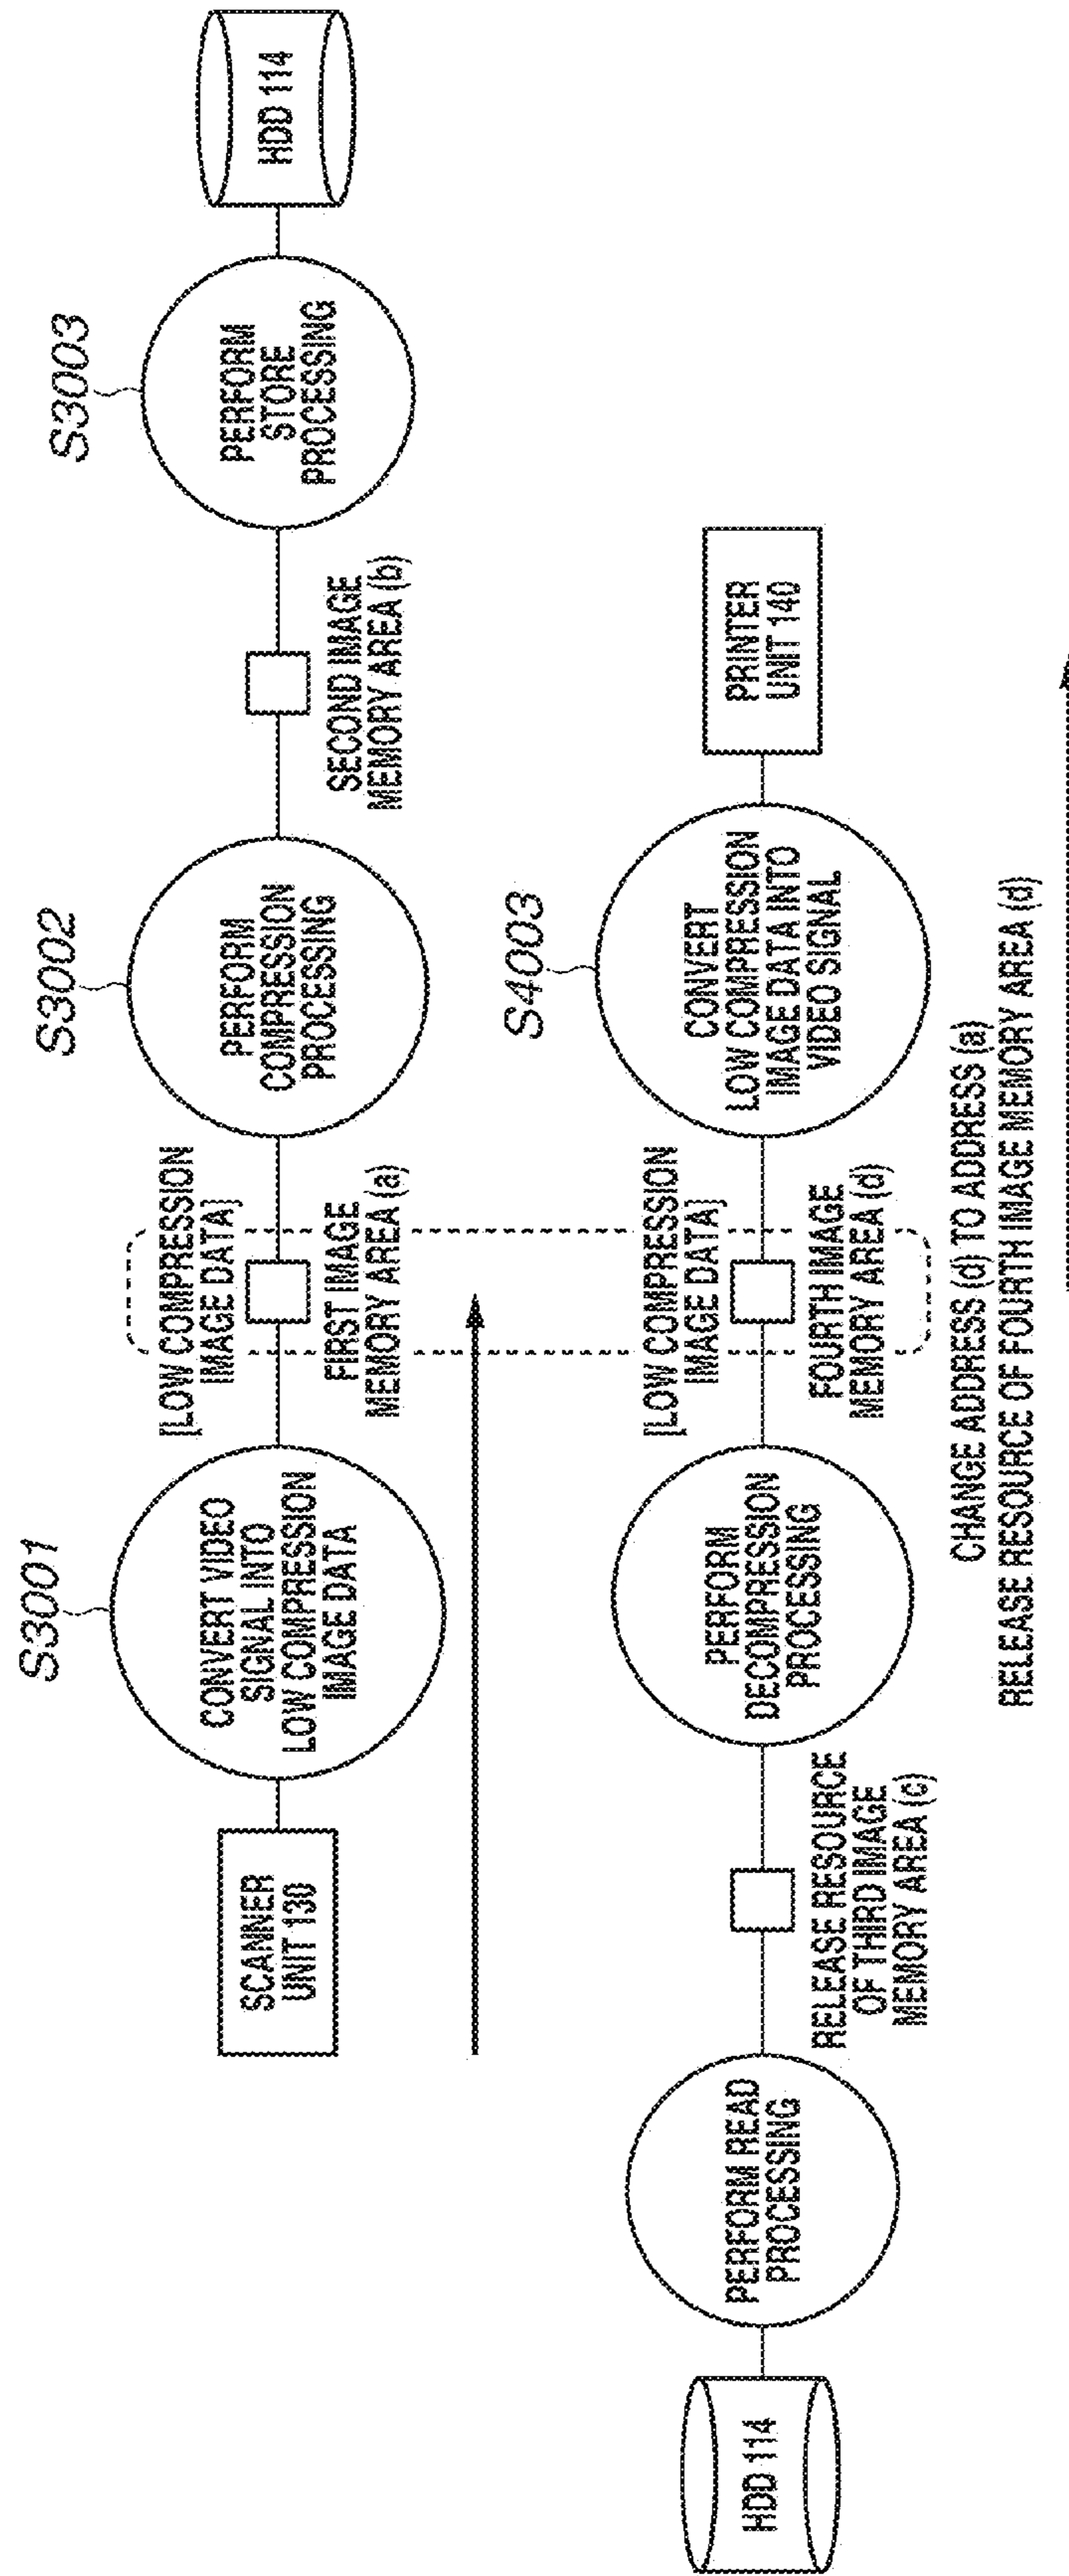 S3001
S3002
S3003
SCANNER
UNIT 130
CONVERT VIDEO
SIGNAL INTO
LOW COMPRESSION
IMAGE DATA
[LOW COMPRESSION
IMAGE DATA]
FIRST IMAGE
MEMORY AREA (a)
PERFORM
COMPRESSION
PROCESSING
SECOND IMAGE
MEMORY AREA (b)
PERFORM
STORE
PROCESSING
HDD 114
S4003
HDD 114
PERFORM READ
PROCESSING
RELEASE RESOURCE
OF THIRD IMAGE
MEMORY AREA (c)
PERFORM
DECOMPRESSION
PROCESSING
[LOW COMPRESSION
IMAGE DATA]
FOURTH IMAGE
MEMORY AREA (d)
CONVERT
LOW COMPRESSION
IMAGE DATA INTO
VIDEO SIGNAL
PRINTER
UNIT 140
CHANGE ADDRESS (d) TO ADDRESS (a)
RELEASE RESOURCE OF FOURTH IMAGE MEMORY AREA (d)